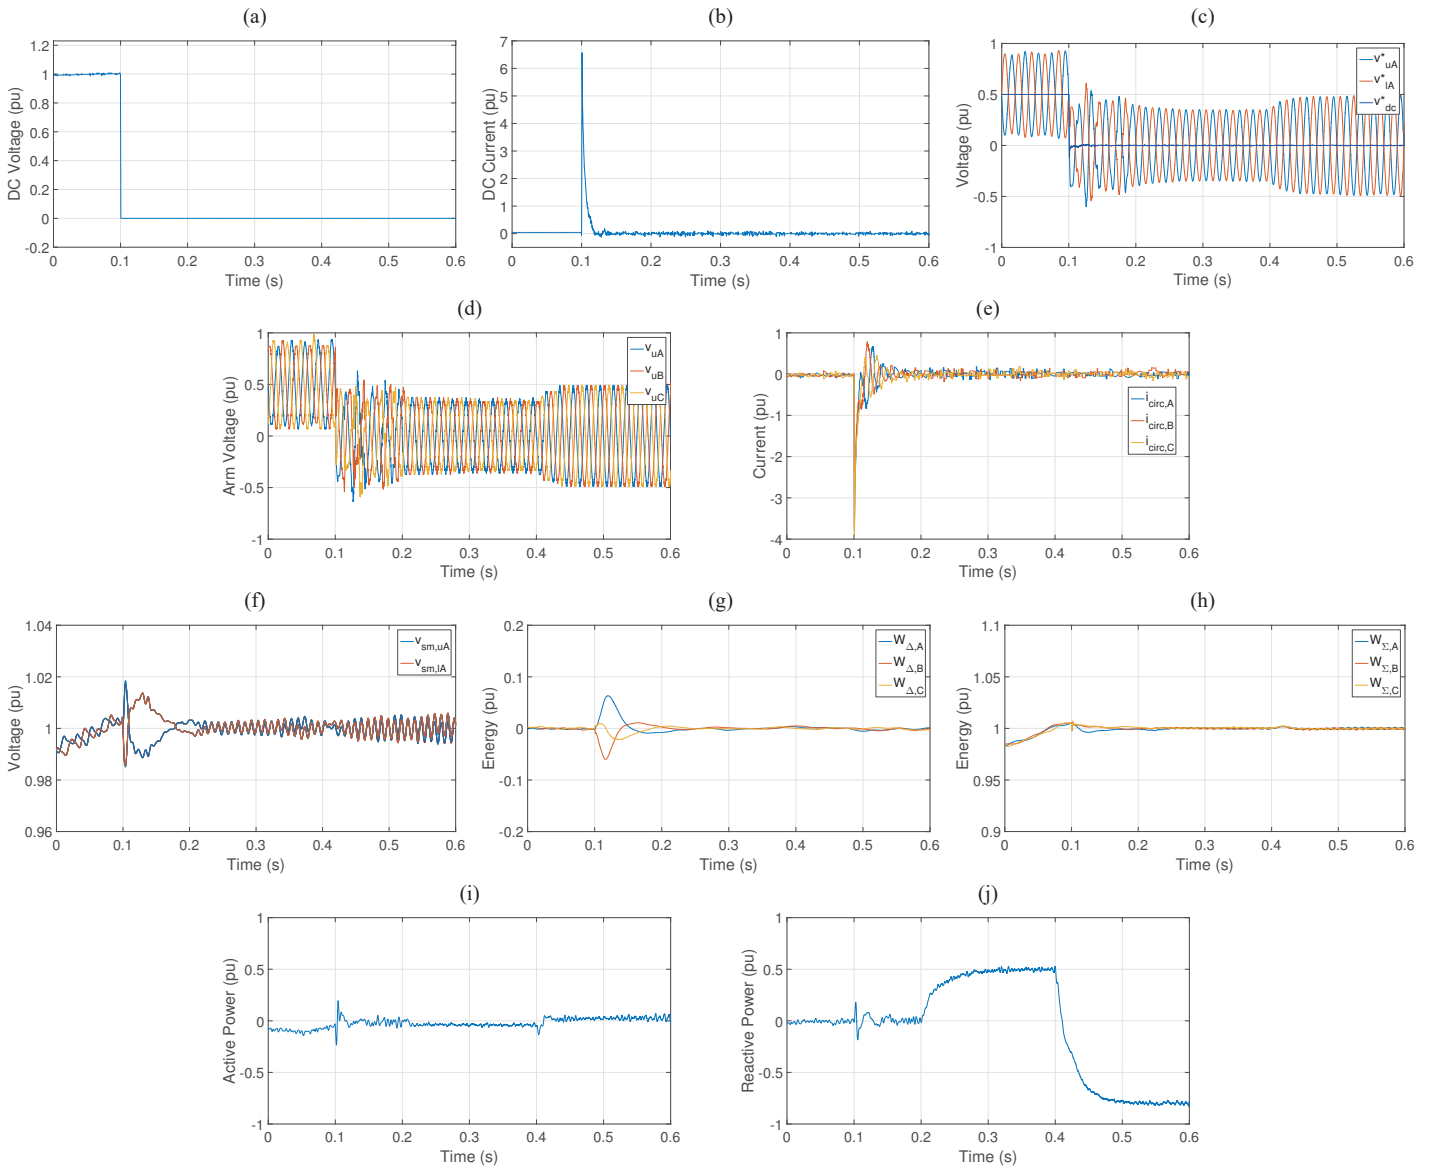 (a)
DC Voltage (pu)
1.2
1
0.8
0.6
0.4
0.2
0
-0.2
0 0.1 0.2 0.3 0.4 0.5 0.6
Time (s)
(b)
DC Current (pu)
7
6
5
4
3
2
1
0
0 0.1 0.2 0.3 0.4 0.5 0.6
Time (s)
(c)
Voltage (pu)
1
0.5
0
-0.5
-1
v*uA
v*lA
v*dc
0 0.1 0.2 0.3 0.4 0.5 0.6
Time (s)
(d)
Arm Voltage (pu)
1
0.5
0
-0.5
-1
vuA
vuB
vuC
0 0.1 0.2 0.3 0.4 0.5 0.6
Time (s)
(e)
Current (pu)
1
0
-1
-2
-3
-4
icirc,A
icirc,B
icirc,C
0 0.1 0.2 0.3 0.4 0.5 0.6
Time (s)
(f)
Voltage (pu)
1.04
1.02
1
0.98
0.96
vsm,uA
vsm,lA
0 0.1 0.2 0.3 0.4 0.5 0.6
Time (s)
(g)
Energy (pu)
0.2
0.1
0
-0.1
-0.2
WΔ,A
WΔ,B
WΔ,C
0 0.1 0.2 0.3 0.4 0.5 0.6
Time (s)
(h)
Energy (pu)
1.1
1.05
1
0.95
0.9
WΣ,A
WΣ,B
WΣ,C
0 0.1 0.2 0.3 0.4 0.5 0.6
Time (s)
(i)
Active Power (pu)
1
0.5
0
-0.5
-1
0 0.1 0.2 0.3 0.4 0.5 0.6
Time (s)
(j)
Reactive Power (pu)
1
0.5
0
-0.5
-1
0 0.1 0.2 0.3 0.4 0.5 0.6
Time (s)